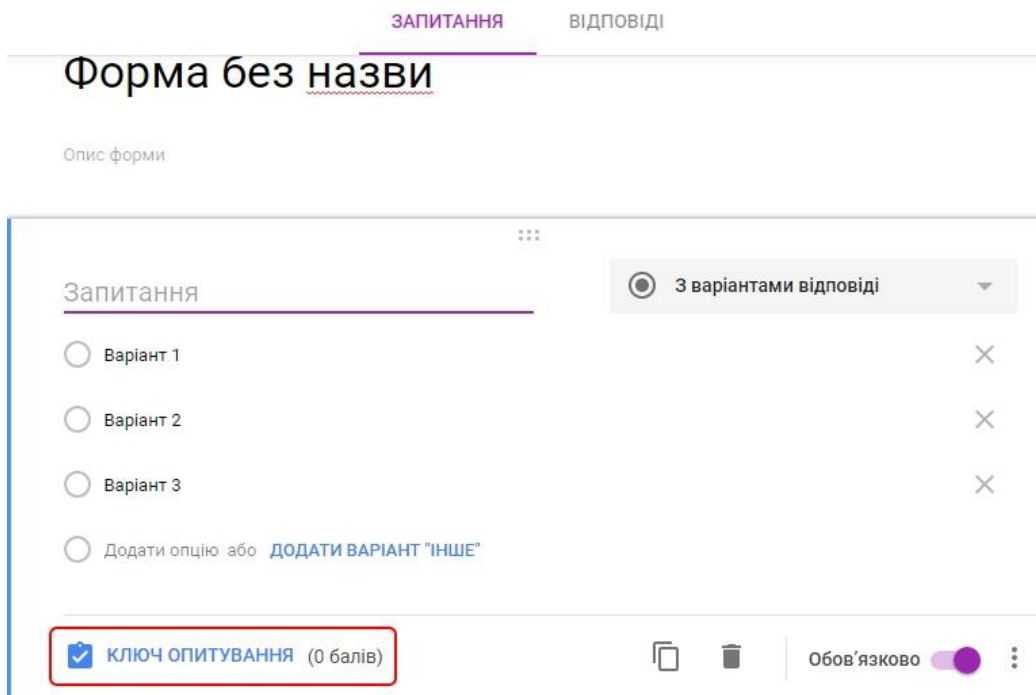 ЗАПИТАННЯ ВІДПОВІДІ
Форма без назви
Опис форми
Запитання
З варіантами відповіді
Варіант 1
Варіант 2
Варіант 3
Додати опцію або ДОДАТИ ВАРІАНТ "ІНШЕ"
КЛЮЧ ОПИТУВАННЯ (0 балів) Обов'язково